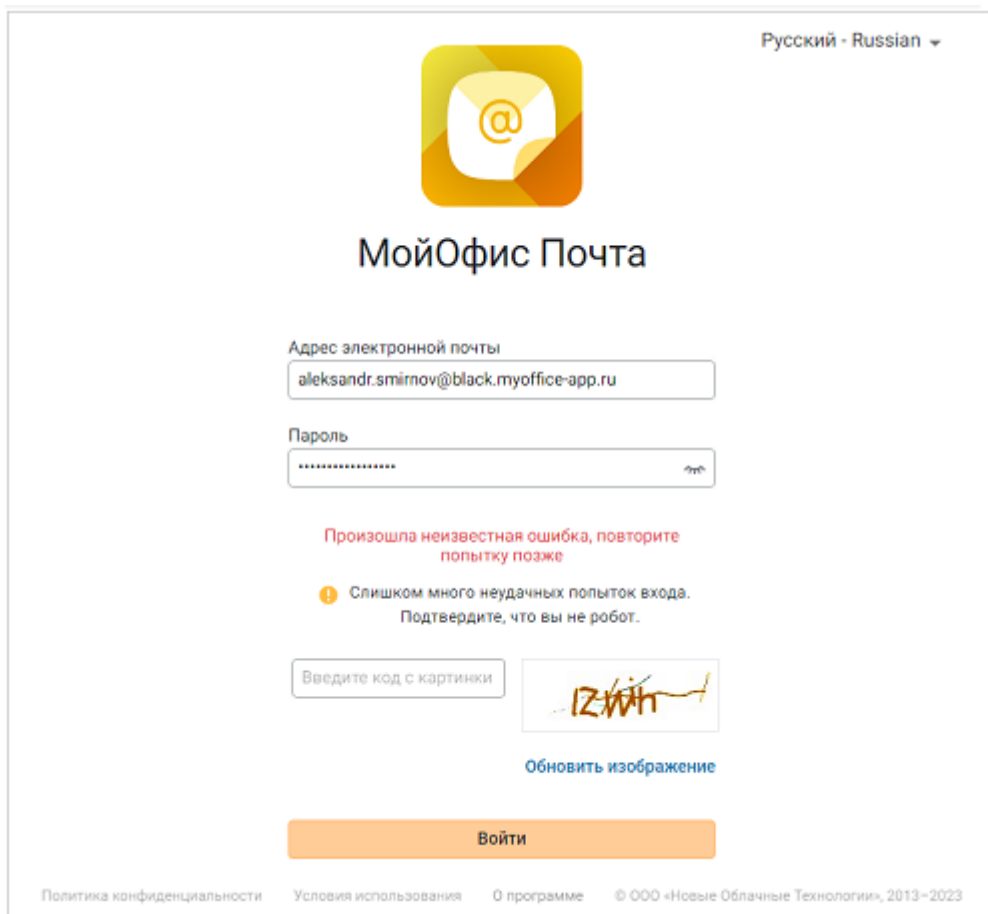 Русский - Russian
@
МойОфис Почта
Адрес электронной почты
aleksandr.smirnov@black.myoffice-app.ru
Пароль
•••••••••••••••••
Произошла неизвестная ошибка, повторите
попытку позже
Слишком много неудачных попыток входа.
Подтвердите, что вы не робот.
Введите код с картинки
Обновить изображение
Войти
Политика конфиденциальности Условия использования О программе © ООО «Новые Облачные Технологии», 2013–2023